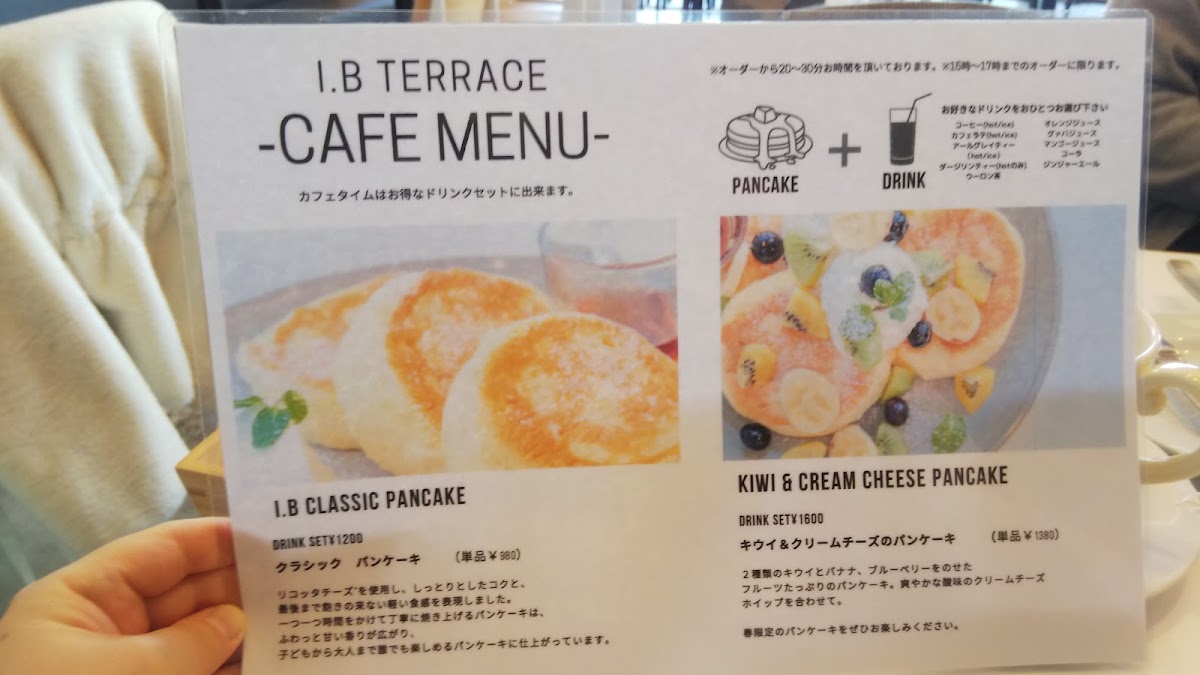 I.B TERRACE
-CAFE MENU-
カフェタイムはお得なドリンクセットに出来ます。
※オーダーから20〜30分お時間を頂いております。※15時〜17時までのオーダーに限ります。
PANCAKE
+
DRINK
お好きなドリンクをおひとつお選び下さい
コーヒー(hot/ice)
カフェラテ(hot/ice)
アールグレイティー
(hot/ice)
ダージリンティー(hotのみ)
ウーロン茶
オレンジジュース
グァバジュース
マンゴージュース
コーラ
ジンジャーエール
I.B CLASSIC PANCAKE
DRINK SET¥1200
クラシック パンケーキ (単品¥980)
リコッタチーズを使用し、しっとりとしたコクと、
最後まで飽きの来ない軽い食感を表現しました。
一つ一つ時間をかけて丁寧に焼き上げるパンケーキは、
ふわっと甘い香りが広がり、
子どもから大人まで誰でも楽しめるパンケーキに仕上がっています。
KIWI & CREAM CHEESE PANCAKE
DRINK SET¥1600
キウイ&クリームチーズのパンケーキ (単品¥1380)
2種類のキウイとバナナ、ブルーベリーをのせた
フルーツたっぷりのパンケーキ。爽やかな酸味のクリームチーズ
ホイップを合わせて。
春限定のパンケーキをぜひお楽しみください。